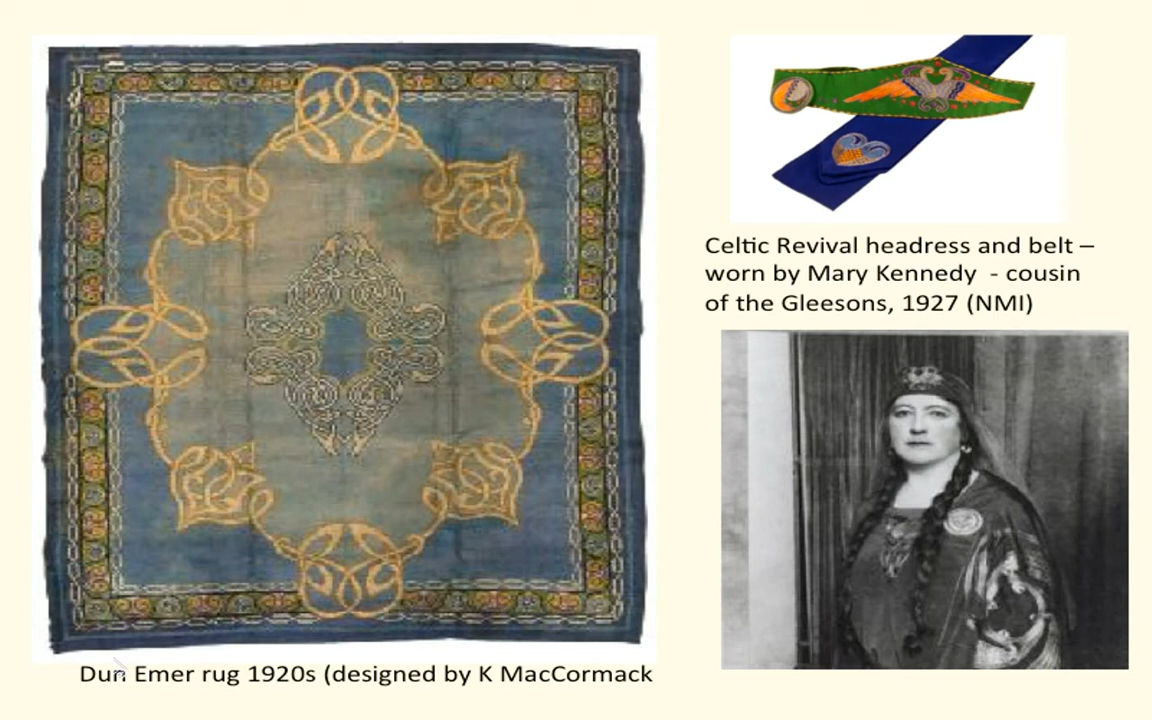 Celtic Revival headress and belt –
worn by Mary Kennedy  - cousin
of the Gleesons, 1927 (NMI)
Dun Emer rug 1920s (designed by K MacCormack